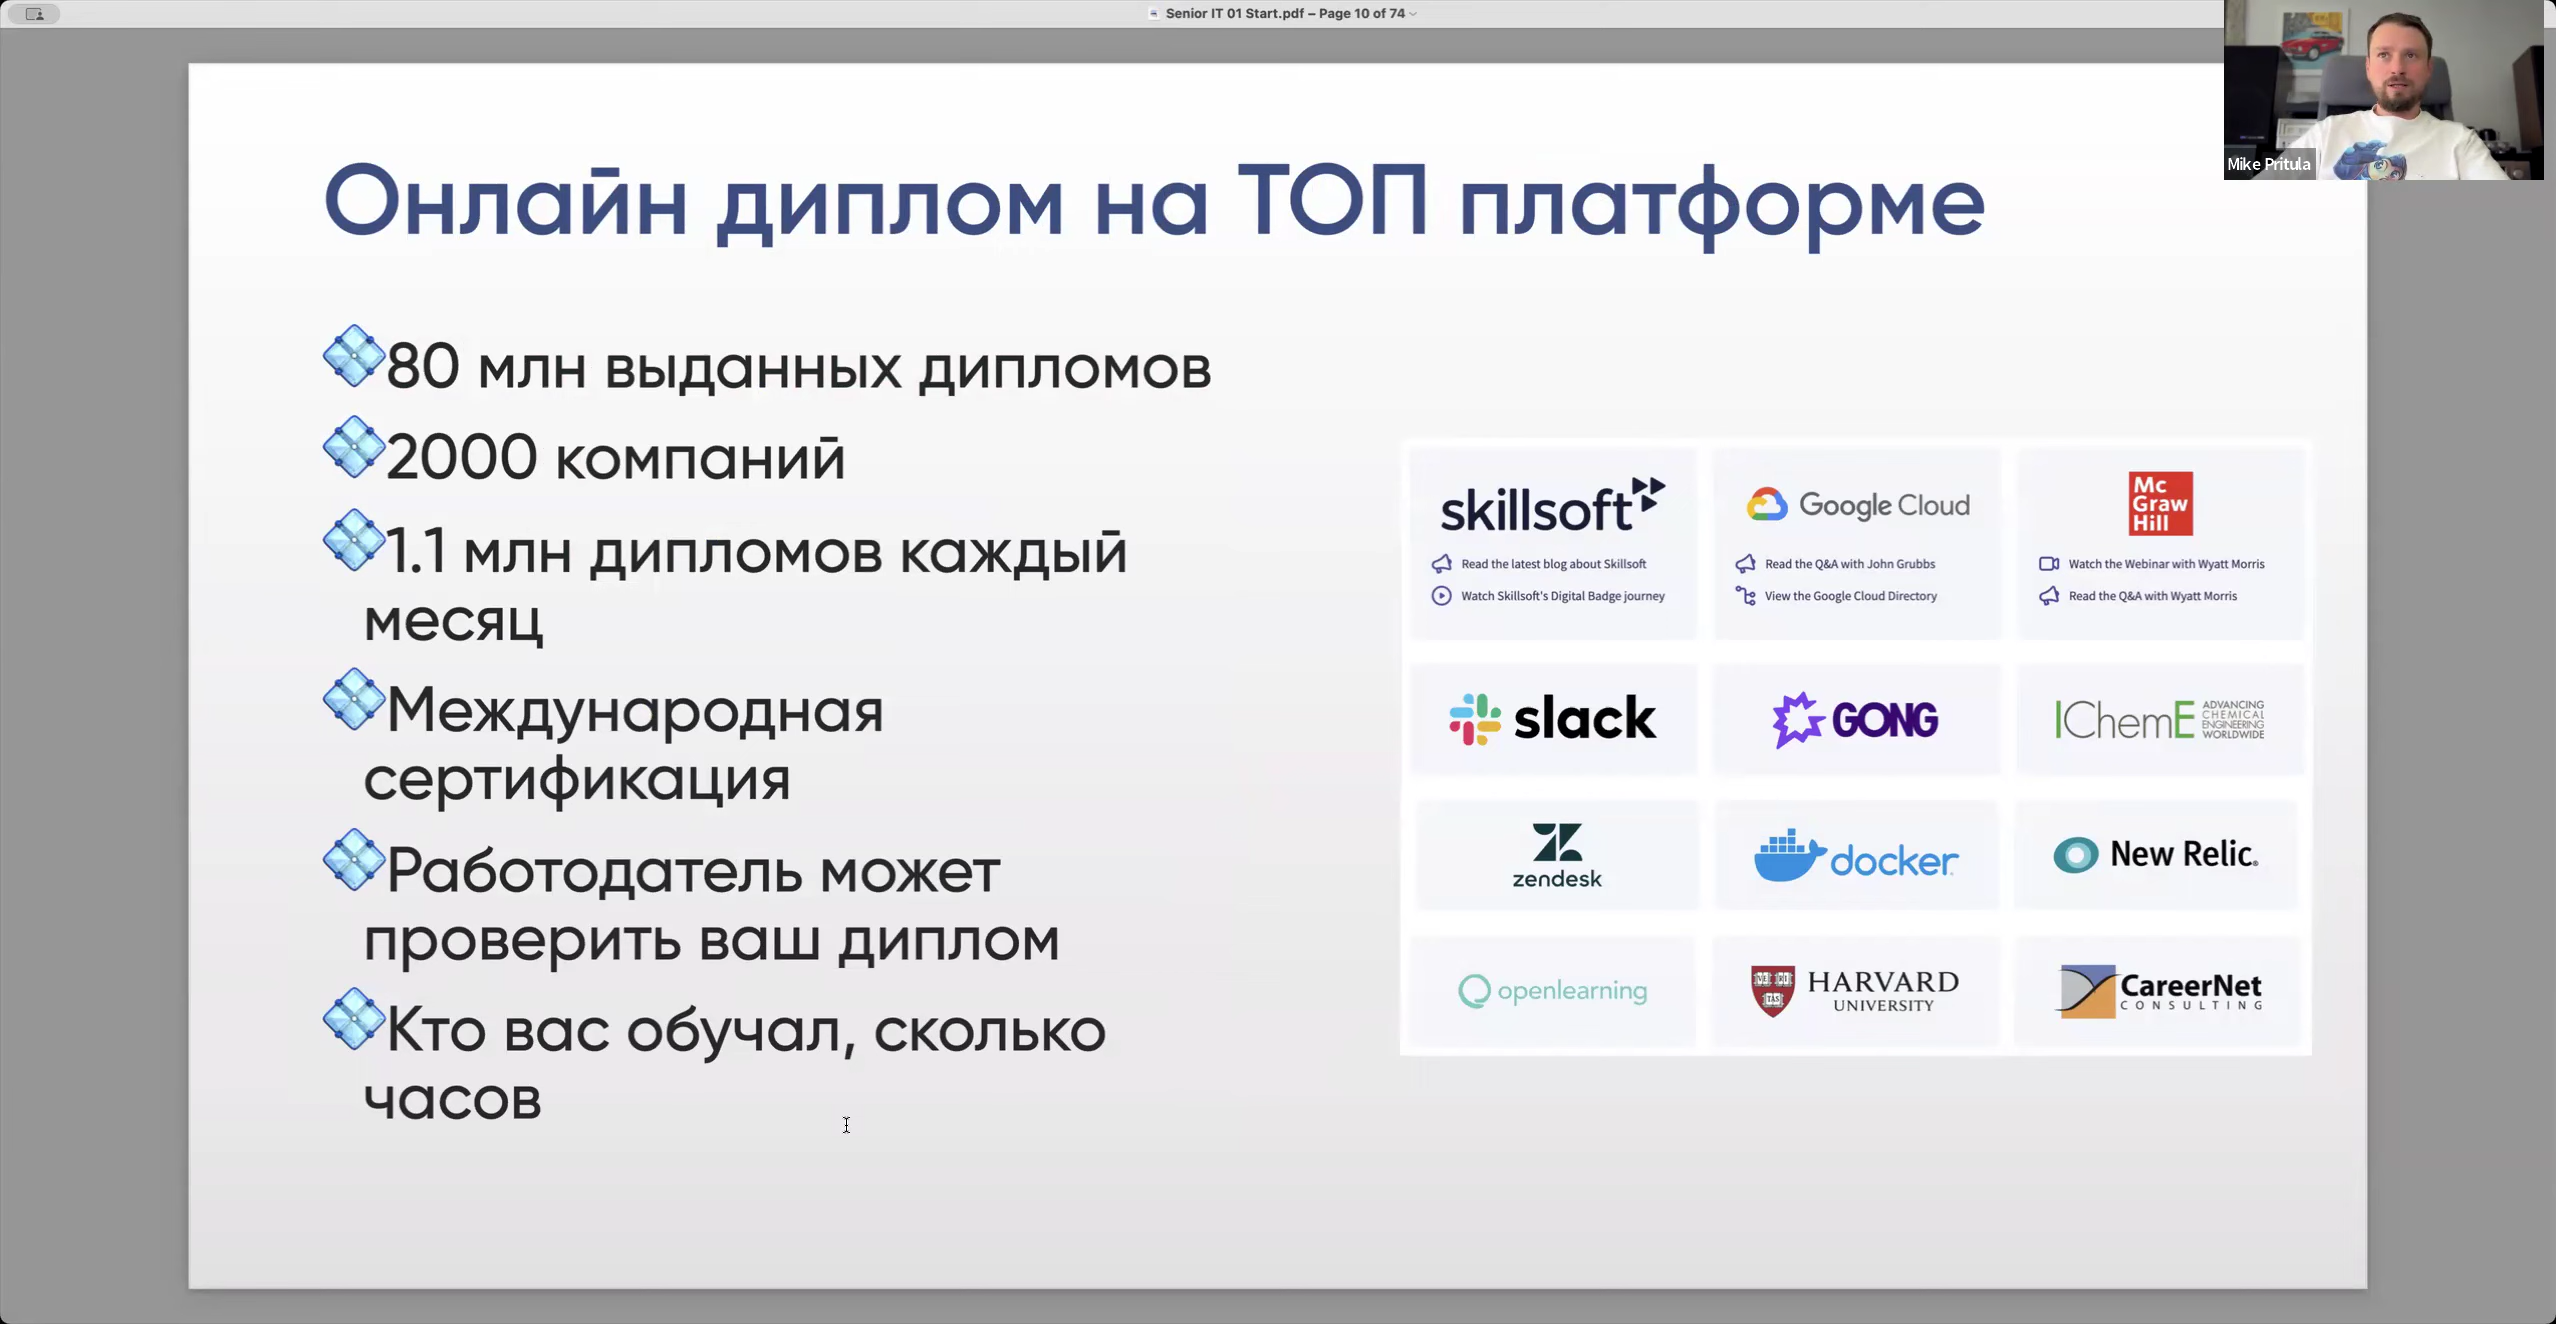 Senior IT 01 Start.pdf – Page 10 of 74
Mike Pritula
Онлайн диплом на ТОП платформе
80 млн выданных дипломов
2000 компаний
1.1 млн дипломов каждый
месяц
Международная
сертификация
Работодатель может
проверить ваш диплом
Кто вас обучал, сколько
часов
skillsoft
Read the latest blog about Skillsoft
Watch Skillsoft's Digital Badge journey
Google Cloud
Read the Q&A with John Grubbs
View the Google Cloud Directory
Mc
Graw
Hill
Watch the Webinar with Wyatt Morris
Read the Q&A with Wyatt Morris
slack
GONG
IChemE
ADVANCING
CHEMICAL
ENGINEERING
WORLDWIDE
zendesk
docker
New Relic®
openlearning
VE RI
TAS
HARVARD
UNIVERSITY
CareerNet
CONSULTING